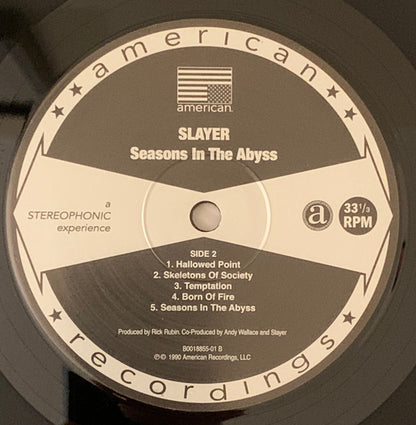 american
american
SLAYER
Seasons In The Abyss
a
STEREOPHONIC
experience
a
33 1/3
RPM
SIDE 2
1. Hallowed Point
2. Skeletons of Society
3. Temptation
4. Born Of Fire
5. Seasons In The Abyss
Produced by Rick Rubin. Co-Produced by Andy Wallace and Slayer
B0018855-01 B
℗© 1990 American Recordings, LLC
recordings